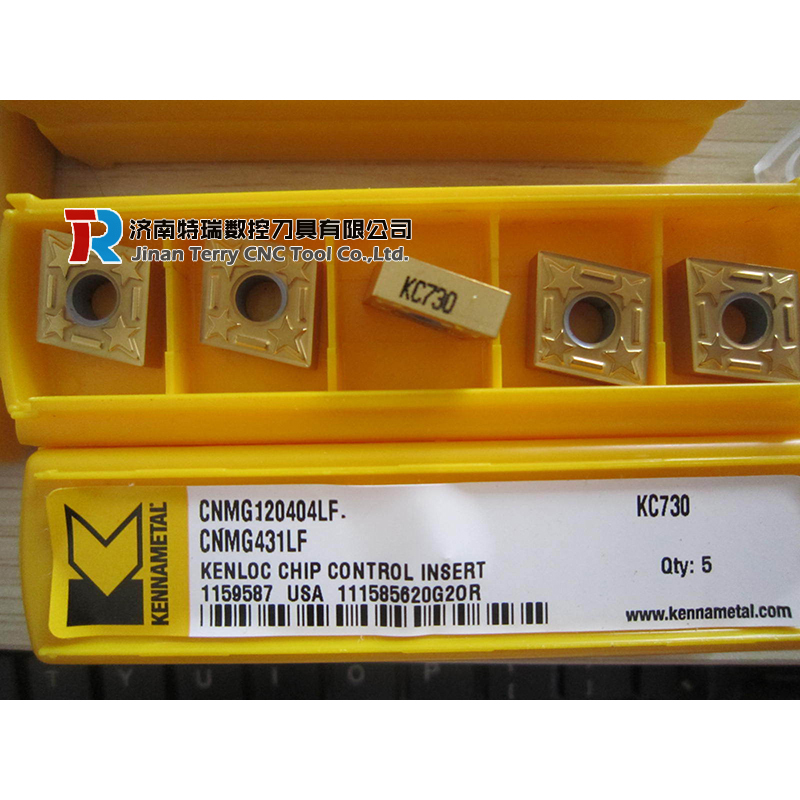 TR 济南特瑞数控刀具有限公司
Jinan Terry CNC Tool Co.,Ltd.
KC730
KENNAMETAL
CNMG120404LF.
KC730
CNMG431LF
KENLOC CHIP CONTROL INSERT
Qty: 5
1159587 USA 111585620G20R
www.kennametal.com
T Y U I O P